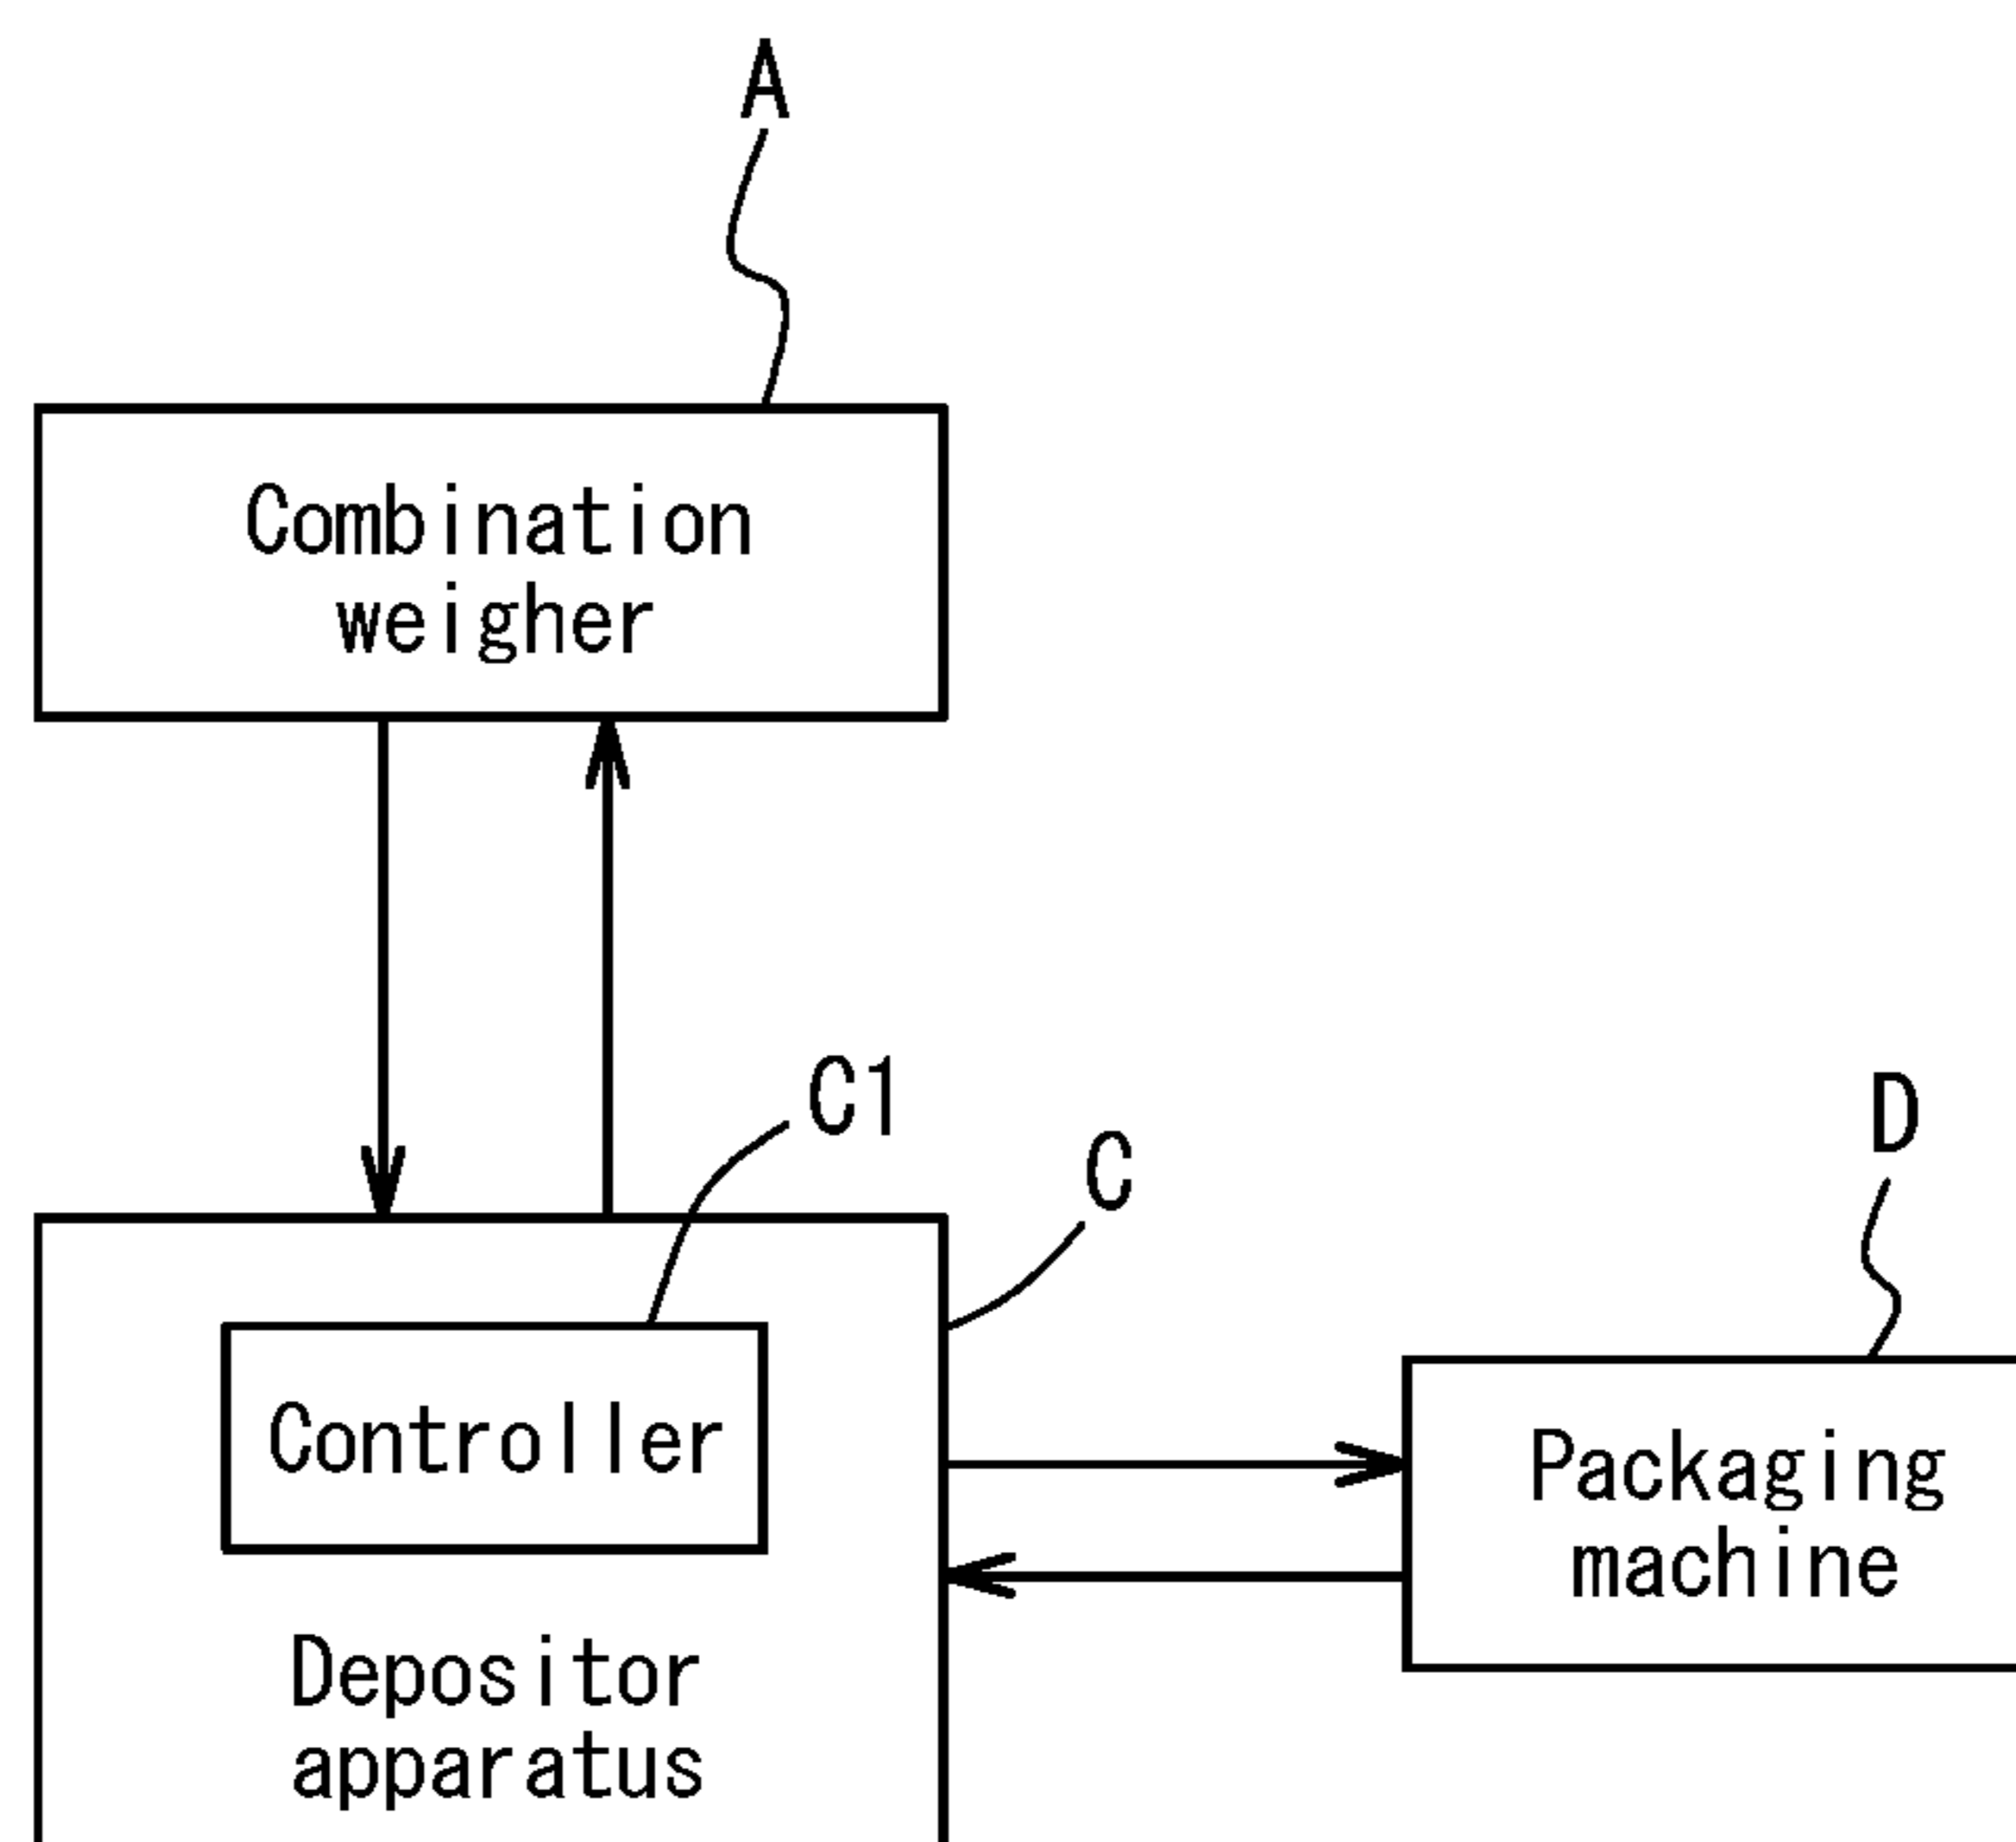 A
Combination
weigher
C1
C
D
Controller
Packaging
machine
Depositor
apparatus